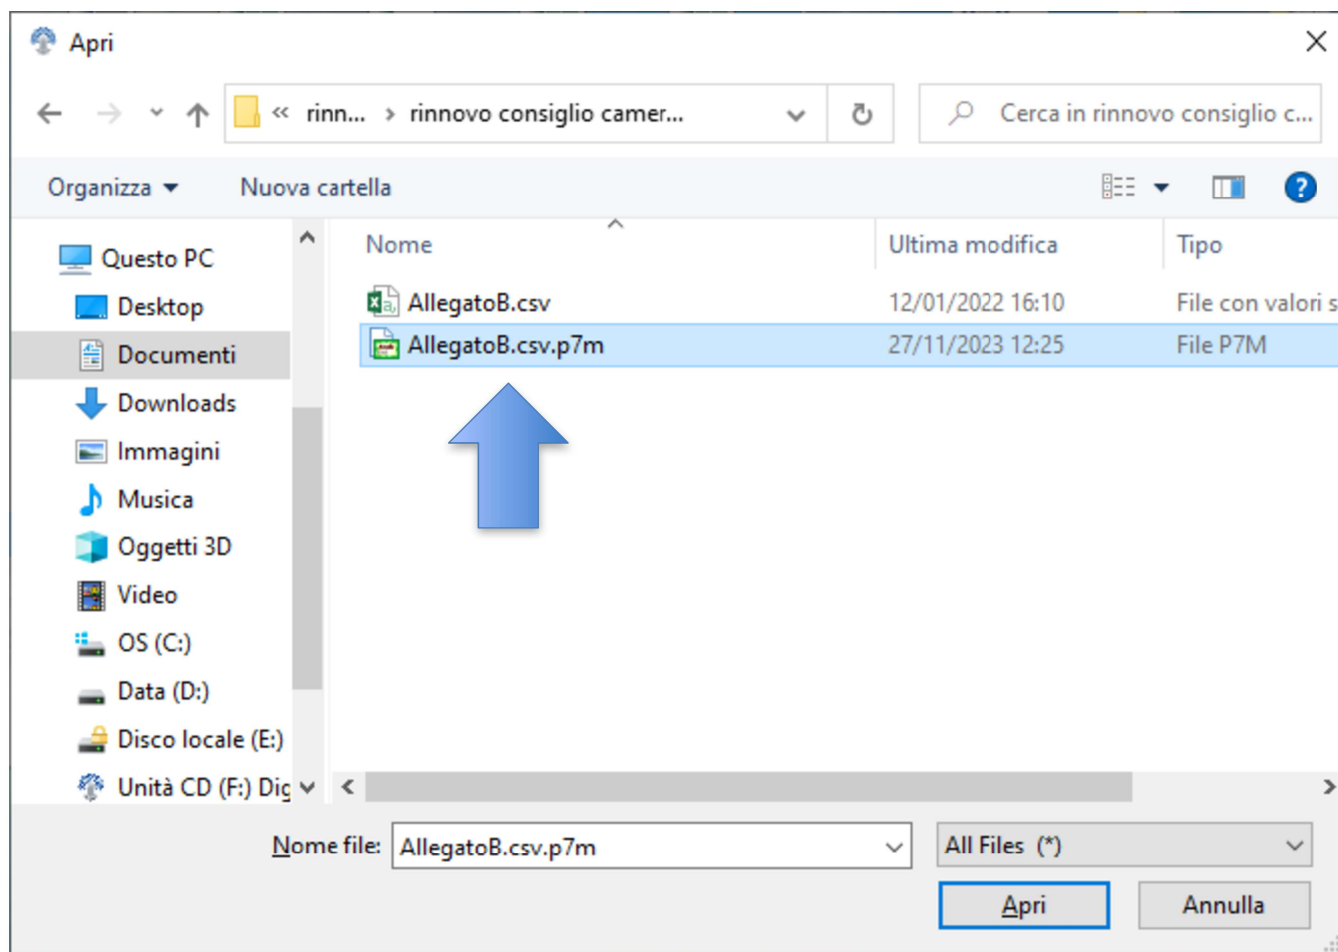 Apri
« rinn... > rinnovo consiglio camer...
Cerca in rinnovo consiglio c...
Organizza
Nuova cartella
Questo PC
Desktop
Documenti
Downloads
Immagini
Musica
Oggetti 3D
Video
OS (C:)
Data (D:)
Disco locale (E:)
Unità CD (F:) Dig
Nome Ultima modifica Tipo
AllegatoB.csv 12/01/2022 16:10 File con valori s
AllegatoB.csv.p7m 27/11/2023 12:25 File P7M
Nome file: AllegatoB.csv.p7m All Files (*)
Apri Annulla